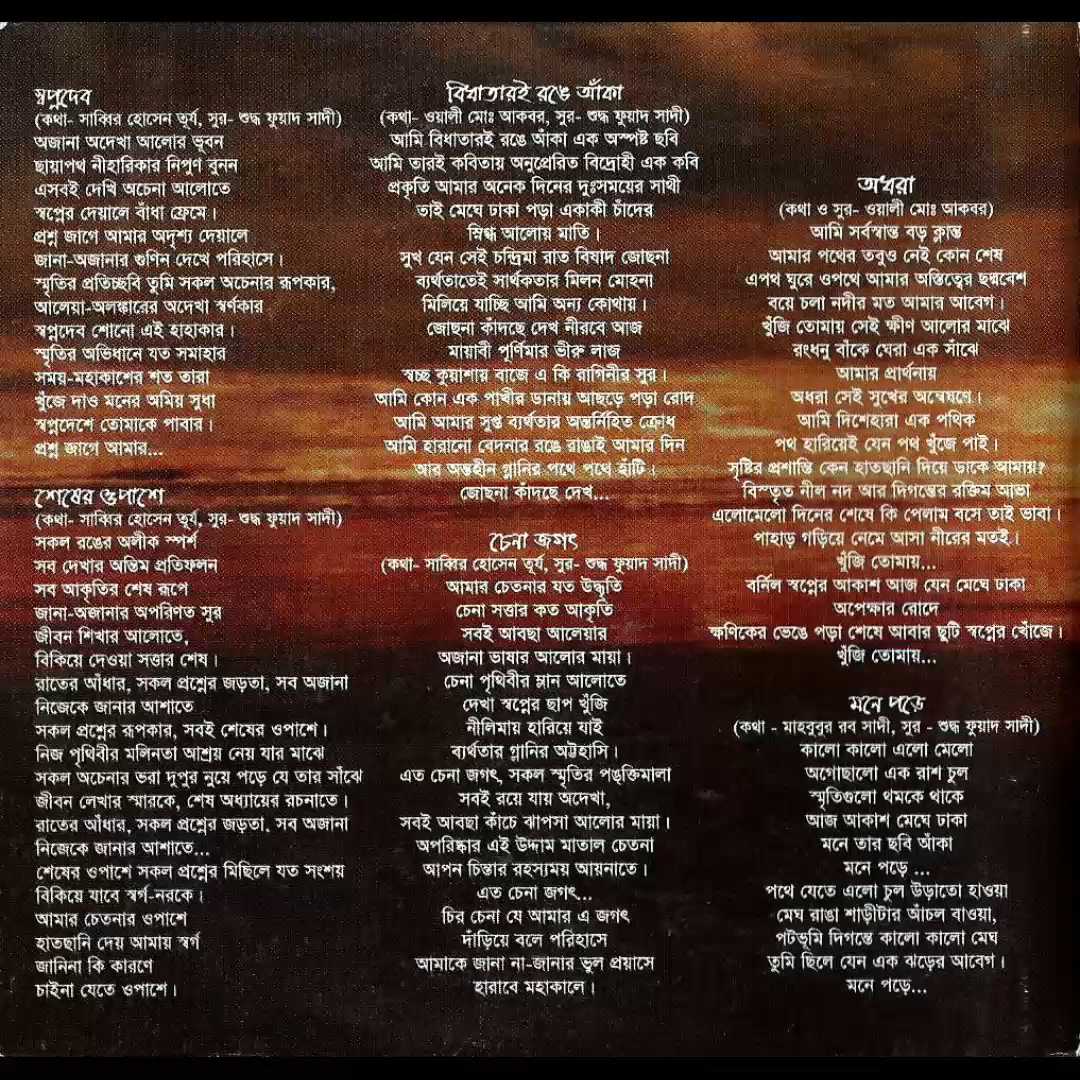 স্বপ্নদেব
(কথা- সাব্বির হোসেন তূর্য, সুর- শুদ্ধ ফুয়াদ সাদী)
অজানা অদেখা আলোর ভূবন
ছায়াপথ নীহারিকার নিপুণ বুনন
এসবই দেখি অচেনা আলোতে
স্বপ্নের দেয়ালে বাঁধা ফ্রেমে।
প্রশ্ন জাগে আমার অদৃশ্য দেয়ালে
জানা-অজানার গুণিন দেখে পরিহাসে।
স্মৃতির প্রতিচ্ছবি তুমি সকল অচেনার রূপকার,
আলেয়া-অলঙ্কারের অদেখা স্বর্ণকার
স্বপ্নদেব শোনো এই হাহাকার।
স্মৃতির অভিধানে যত সমাহার
সময়-মহাকাশের শত তারা
খুঁজে দাও মনের অমিয় সুধা
স্বপ্নদেশে তোমাকে পাবার।
প্রশ্ন জাগে আমার...
শেষের ওপাশে
(কথা- সাব্বির হোসেন তূর্য, সুর- শুদ্ধ ফুয়াদ সাদী)
সকল রঙের অলীক স্পর্শ
সব দেখার অন্তিম প্রতিফলন
সব আকৃতির শেষ রূপে
জানা-অজানার অপরিণত সুর
জীবন শিখার আলোতে,
বিকিয়ে দেওয়া সত্তার শেষ।
রাতের আঁধার, সকল প্রশ্নের জড়তা, সব অজানা
নিজেকে জানার আশাতে
সকল প্রশ্নের রূপকার, সবই শেষের ওপাশে।
নিজ পৃথিবীর মলিনতা আশ্রয় নেয় যার মাঝে
সকল অচেনার ভরা দুপুর নুয়ে পড়ে যে তার সাঁঝে
জীবন লেখার স্মারকে, শেষ অধ্যায়ের রচনাতে।
রাতের আঁধার, সকল প্রশ্নের জড়তা, সব অজানা
নিজেকে জানার আশাতে...
শেষের ওপাশে সকল প্রশ্নের মিছিলে যত সংশয়
বিকিয়ে যাবে স্বর্গ-নরকে।
আমার চেতনার ওপাশে
হাতছানি দেয় আমায় স্বর্গ
জানিনা কি কারণে
চাইনা যেতে ওপাশে।
বিধাতারই রঙে আঁকা
(কথা- ওয়ালী মোঃ আকবর, সুর- শুদ্ধ ফুয়াদ সাদী)
আমি বিধাতারই রঙে আঁকা এক অস্পষ্ট ছবি
আমি তারই কবিতায় অনুপ্রেরিত বিদ্রোহী এক কবি
প্রকৃতি আমার অনেক দিনের দুঃসময়ের সাথী
তাই মেঘে ঢাকা পড়া একাকী চাঁদের
স্নিগ্ধ আলোয় মাতি।
সুখ যেন সেই চন্দ্রিমা রাত বিষাদ জোছনা
ব্যর্থতাতেই সার্থকতার মিলন মোহনা
মিলিয়ে যাচ্ছি আমি অন্য কোথায়।
জোছনা কাঁদছে দেখ নীরবে আজ
মায়াবী পূর্ণিমার ভীরু লাজ
স্বচ্ছ কুয়াশায় বাজে এ কি রাগিনীর সুর।
আমি কোন এক পাখীর ডানায় আছড়ে পড়া রোদ
আমি আমার সুপ্ত ব্যর্থতার অন্তর্নিহিত ক্রোধ
আমি হারানো বেদনার রঙে রাঙাই আমার দিন
আর অন্তহীন গ্লানির পথে পথে হাঁটি।
জোছনা কাঁদছে দেখ...
চেনা জগৎ
(কথা- সাব্বির হোসেন তূর্য, সুর- শুদ্ধ ফুয়াদ সাদী)
আমার চেতনার যত উদ্ধৃতি
চেনা সত্তার কত আকৃতি
সবই আবছা আলেয়ার
অজানা ভাষার আলোর মায়া।
চেনা পৃথিবীর ম্লান আলোতে
দেখা স্বপ্নের ছাপ খুঁজি
নীলিমায় হারিয়ে যাই
ব্যর্থতার গ্লানির অট্টহাসি।
এত চেনা জগৎ, সকল স্মৃতির পঙ্‌ক্তিমালা
সবই রয়ে যায় অদেখা,
সবই আবছা কাঁচে ঝাপসা আলোর মায়া।
অপরিষ্কার এই উদ্দাম মাতাল চেতনা
আপন চিন্তার রহস্যময় আয়নাতে।
এত চেনা জগৎ...
চির চেনা যে আমার এ জগৎ
দাঁড়িয়ে বলে পরিহাসে
আমাকে জানা না-জানার ভুল প্রয়াসে
হারাবে মহাকালে।
অধরা
(কথা ও সুর- ওয়ালী মোঃ আকবর)
আমি সর্বস্বান্ত বড় ক্লান্ত
আমার পথের তবুও নেই কোন শেষ
এপথ ঘুরে ওপথে আমার অস্তিত্বের ছদ্মবেশ
বয়ে চলা নদীর মত আমার আবেগ।
খুঁজি তোমায় সেই ক্ষীণ আলোর মাঝে
রংধনু বাঁকে ঘেরা এক সাঁঝে
আমার প্রার্থনায়
অধরা সেই সুখের অন্বেষণে।
আমি দিশেহারা এক পথিক
পথ হারিয়েই যেন পথ খুঁজে পাই।
সৃষ্টির প্রশান্তি কেন হাতছানি দিয়ে ডাকে আমায়?
বিস্তৃত নীল নদ আর দিগন্তের রক্তিম আভা
এলোমেলো দিনের শেষে কি পেলাম বসে তাই ভাবা।
পাহাড় গড়িয়ে নেমে আসা নীরের মতই।
খুঁজি তোমায়...
বর্নিল স্বপ্নের আকাশ আজ যেন মেঘে ঢাকা
অপেক্ষার রোদে
ক্ষণিকের ভেঙে পড়া শেষে আবার ছুটি স্বপ্নের খোঁজে।
খুঁজি তোমায়...
মনে পড়ে
(কথা - মাহবুবুর রব সাদী, সুর - শুদ্ধ ফুয়াদ সাদী)
কালো কালো এলো মেলো
অগোছালো এক রাশ চুল
স্মৃতিগুলো থমকে থাকে
আজ আকাশ মেঘে ঢাকা
মনে তার ছবি আঁকা
মনে পড়ে ...
পথে যেতে এলো চুল উড়াতো হাওয়া
মেঘ রাঙা শাড়ীটার আঁচল বাওয়া,
পটভূমি দিগন্তে কালো কালো মেঘ
তুমি ছিলে যেন এক ঝড়ের আবেগ।
মনে পড়ে...